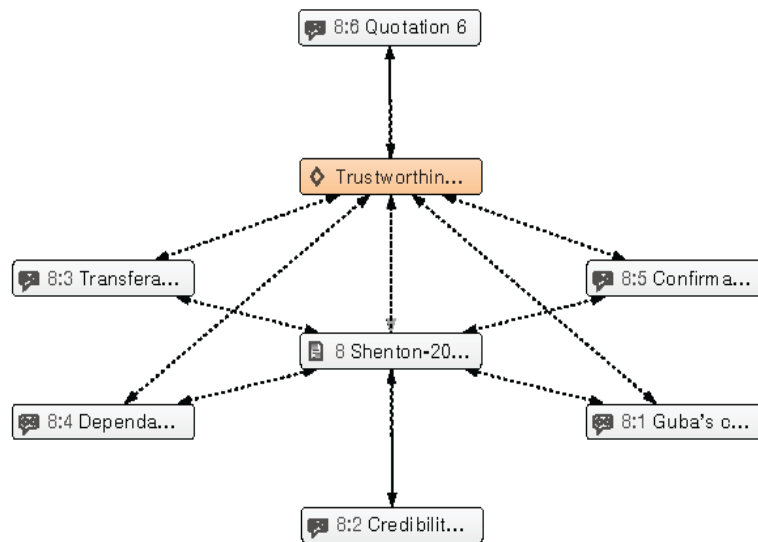 8:6 Quotation 6
Trustworthin...
8:3 Transfera...
8:5 Confirma...
8 Shenton-20...
8:4 Dependa...
8:1 Guba's c...
8:2 Credibilit...